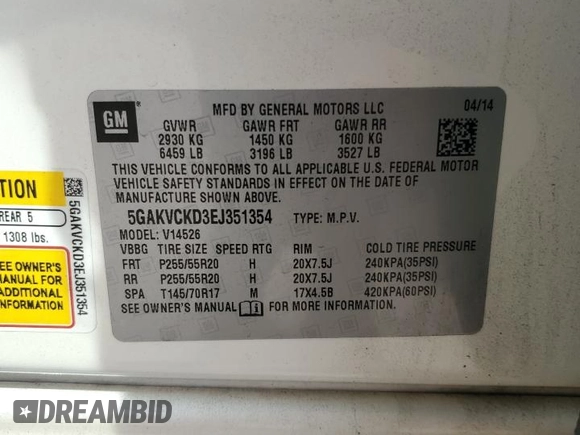 GM
MFD BY GENERAL MOTORS LLC 04/14
GVWR GAWR FRT GAWR RR
2930 KG 1450 KG 1600 KG
6459 LB 3196 LB 3527 LB
THIS VEHICLE CONFORMS TO ALL APPLICABLE U.S. FEDERAL MOTOR
VEHICLE SAFETY STANDARDS IN EFFECT ON THE DATE OF
MANUFACTURE SHOWN ABOVE.
5GAKVCKD3EJ351354 TYPE: M.P.V.
MODEL: V14526
VBBG TIRE SIZE SPEED RTG RIM COLD TIRE PRESSURE
FRT P255/55R20 H 20X7.5J 240KPA(35PSI)
RR P255/55R20 H 20X7.5J 240KPA(35PSI)
SPA T145/70R17 M 17X4.5B 420KPA(60PSI)
SEE OWNER'S MANUAL FOR MORE INFORMATION.
REAR 5
1308 lbs.
SEE OWNER'S
MANUAL FOR
ADDITIONAL
INFORMATION
5GAKVCKD3EJ351354
DREAMBID